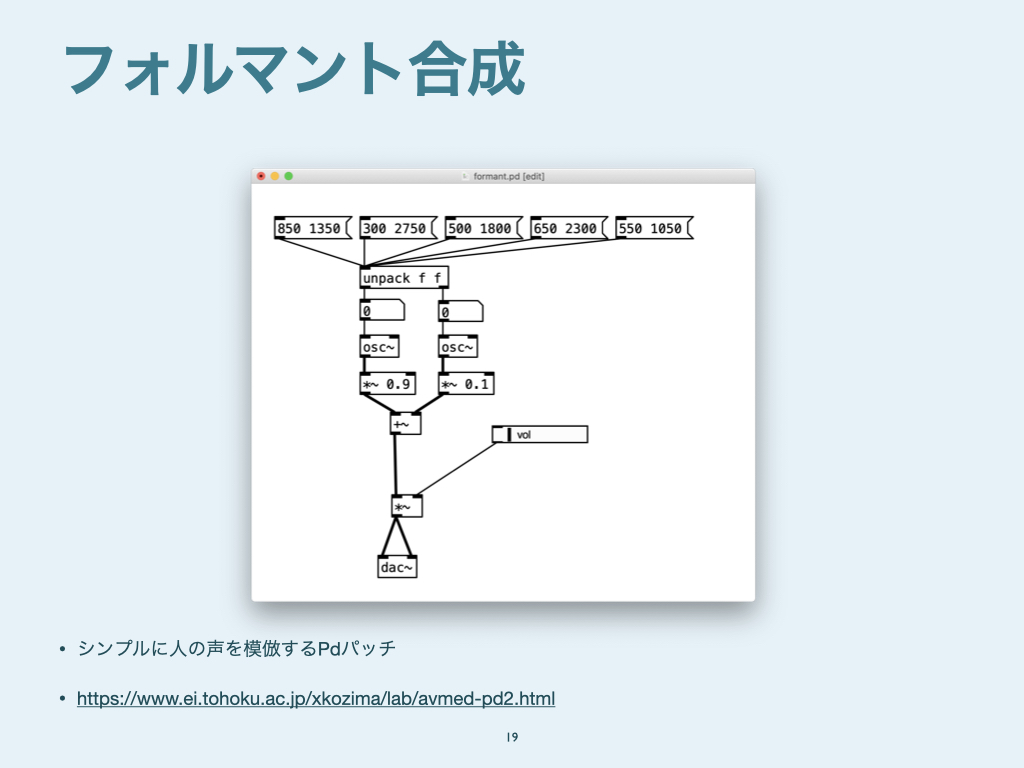 フォルマント合成
formant.pd [edit]
850 1350 300 2750 500 1800 650 2300 550 1050
unpack f f
0 0
osc~ osc~
*~ 0.9 *~ 0.1
+~
vol
*~
dac~
• シンプルに人の声を模倣するPdパッチ
• https://www.ei.tohoku.ac.jp/xkozima/lab/avmed-pd2.html
19